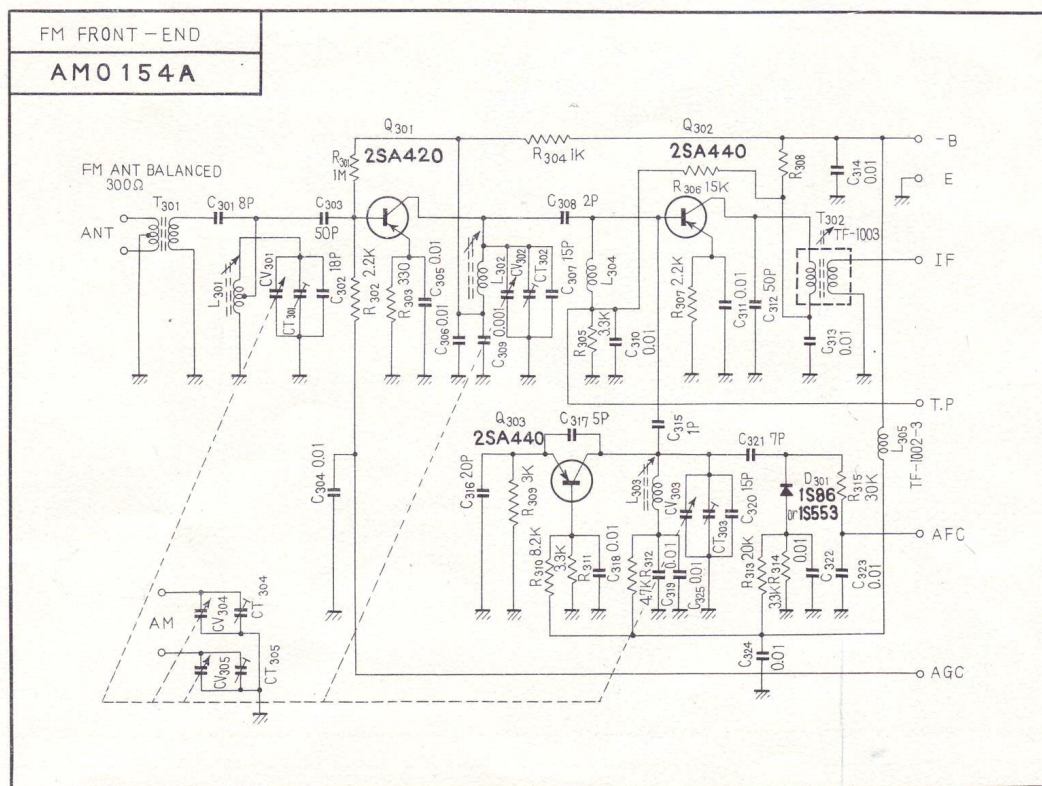 FM FRONT-END
AM0154A
Q301
2SA420
R301
1M
R304 1K
Q302
2SA440
R306 15K
R308
C314
0.01
-B
E
FM ANT BALANCED
300Ω
T301
ANT
C301 8P
C303
50P
C308 2P
T302
TF-1003
IF
L301
CV301
CT301
C302
18P
R302
2.2K
R303
330
C305
0.01
C306
0.01
C309
0.001
L302
CV302
CT302
C307
15P
L304
R305
3.3K
C310
0.01
R307
2.2K
C311
0.01
C312
50P
C313
0.01
T.P
Q303
2SA440
C317 5P
C315
1P
C321 7P
L305
TF-1002-3
C304
0.01
C316
20P
R309
3K
L303
CV303
CT303
C320
15P
D301
1S86
or 1S553
R315
30K
AFC
R310
8.2K
R311
3.3K
C318
0.01
R312
4.7K
C319
0.01
C325
0.01
R313
20K
R314
3.3K
C322
0.01
C323
0.01
AM
CV304
CT304
CV305
CT305
C324
0.01
AGC